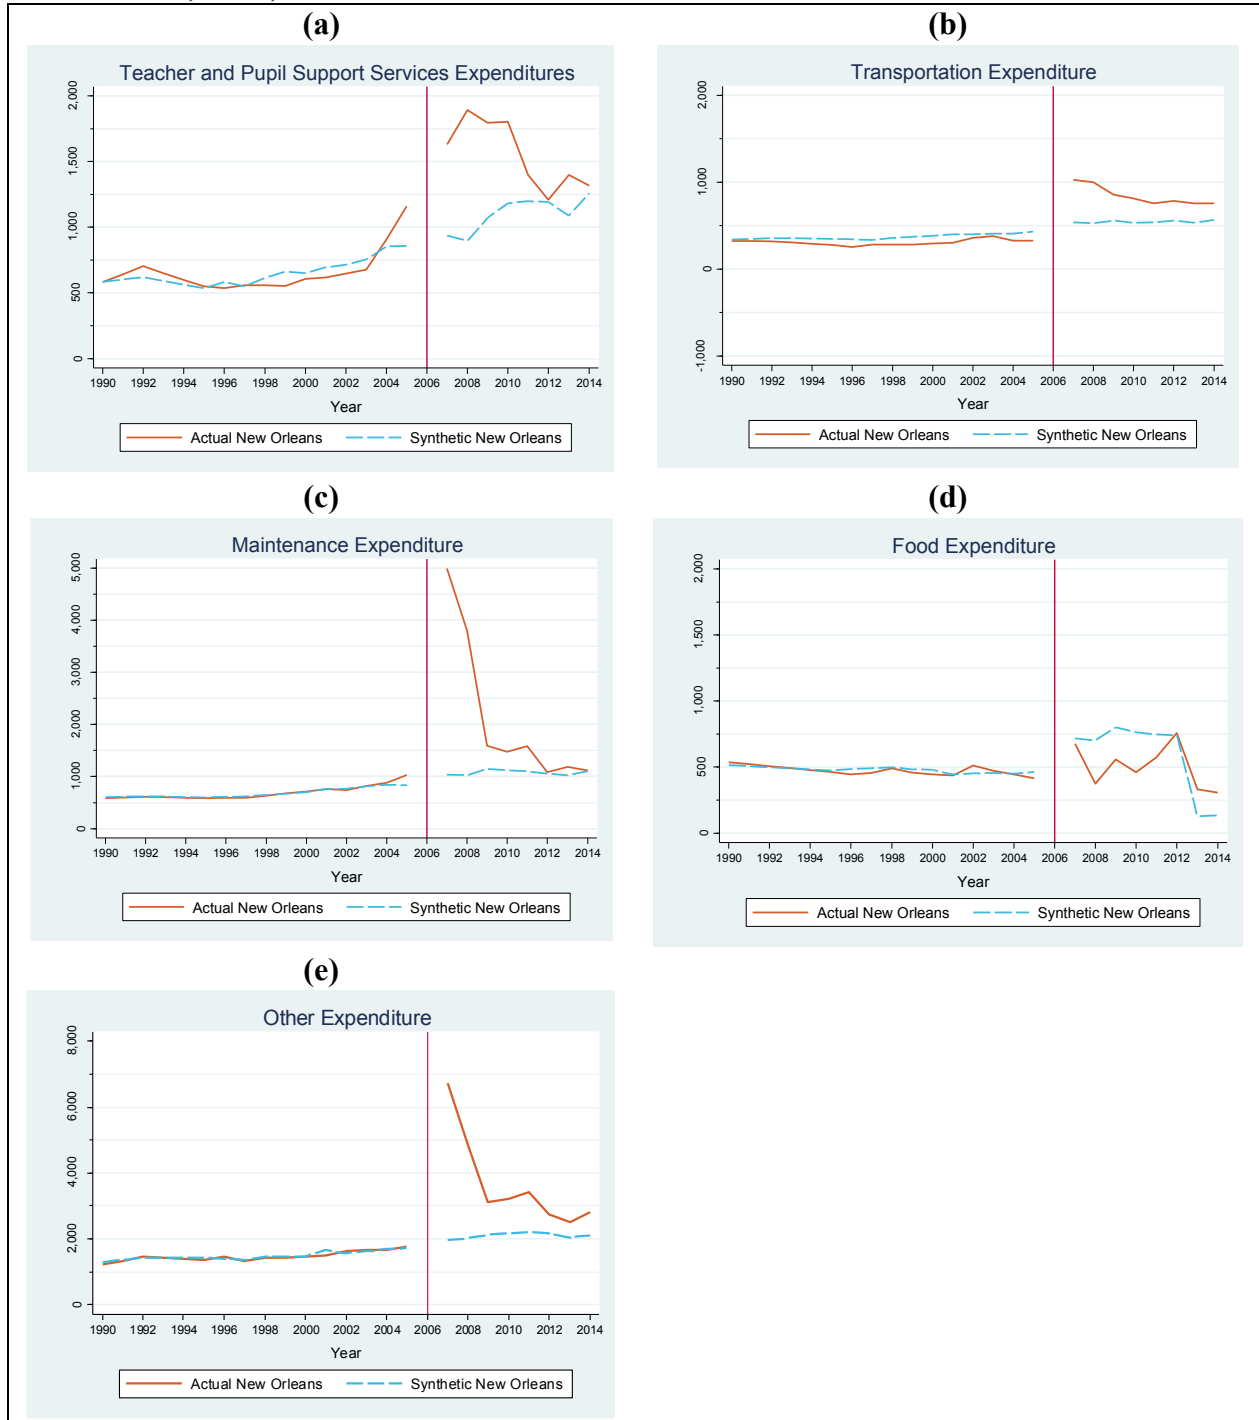 (a)
Teacher and Pupil Support Services Expenditures
2,000
1,500
1,000
500
0
1990 1992 1994 1996 1998 2000 2002 2004 2006 2008 2010 2012 2014
Year
Actual New Orleans Synthetic New Orleans
(b)
Transportation Expenditure
2,000
1,000
0
-1,000
1990 1992 1994 1996 1998 2000 2002 2004 2006 2008 2010 2012 2014
Year
Actual New Orleans Synthetic New Orleans
(c)
Maintenance Expenditure
5,000
4,000
3,000
2,000
1,000
0
1990 1992 1994 1996 1998 2000 2002 2004 2006 2008 2010 2012 2014
Year
Actual New Orleans Synthetic New Orleans
(d)
Food Expenditure
2,000
1,500
1,000
500
0
1990 1992 1994 1996 1998 2000 2002 2004 2006 2008 2010 2012 2014
Year
Actual New Orleans Synthetic New Orleans
(e)
Other Expenditure
8,000
6,000
4,000
2,000
0
1990 1992 1994 1996 1998 2000 2002 2004 2006 2008 2010 2012 2014
Year
Actual New Orleans Synthetic New Orleans